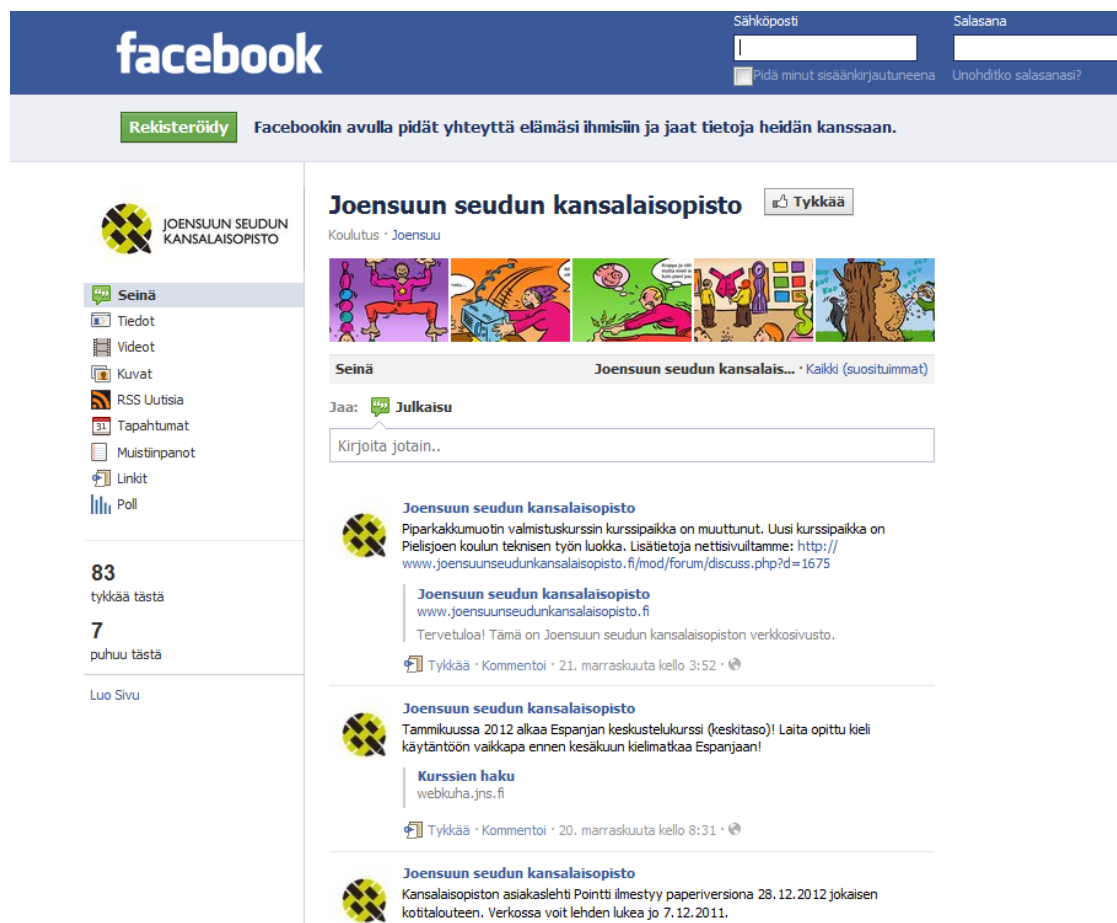 Sähköposti
Salasana
facebook
Pidä minut sisäänkirjautuneena
Unohditko salasanasi?
Rekisteröidy
Facebookin avulla pidät yhteyttä elämäsi ihmisiin ja jaat tietoja heidän kanssaan.
JOENSUUN SEUDUN
KANSALAISOPISTO
Joensuun seudun kansalaisopisto
Tykkää
Koulutus · Joensuu
Seinä
Tiedot
Videot
Kuvat
RSS Uutisia
31 Tapahtumat
Muistiinpanot
Linkit
Poll
83
tykkää tästä
7
puhuu tästä
Luo Sivu
Seinä
Joensuun seudun kansalais... · Kaikki (suosituimmat)
Jaa: Julkaisu
Kirjoita jotain..
Joensuun seudun kansalaisopisto
Piparkakkumuotin valmistuskurssin kurssipaikka on muuttunut. Uusi kurssipaikka on
Pielisjoen koulun teknisen työn luokka. Lisätietoja nettisivuiltamme: http://
www.joensuunseudunkansalaisopisto.fi/mod/forum/discuss.php?d=1675
Joensuun seudun kansalaisopisto
www.joensuunseudunkansalaisopisto.fi
Tervetuloa! Tämä on Joensuun seudun kansalaisopiston verkkosivusto.
Tykkää · Kommentoi · 21. marraskuuta kello 3:52 ·
Joensuun seudun kansalaisopisto
Tammikuussa 2012 alkaa Espanjan keskustelukurssi (keskitaso)! Laita opittu kieli
käytäntöön vaikkapa ennen kesäkuun kielimatkaa Espanjaan!
Kurssien haku
webkuha.jns.fi
Tykkää · Kommentoi · 20. marraskuuta kello 8:31 ·
Joensuun seudun kansalaisopisto
Kansalaisopiston asiakaslehti Pointti ilmestyy paperiversiona 28.12.2012 jokaisen
kotitalouteen. Verkossa voit lehden lukea jo 7.12.2011.